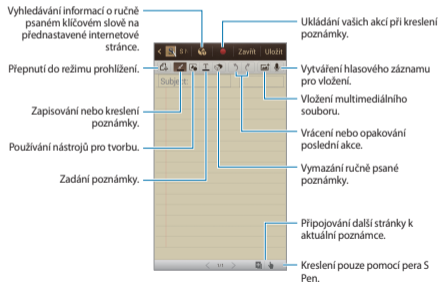 Vyhledávání informací o ručně
psaném klíčovém slově na
přednastavené internetové
stránce.
Přepnutí do režimu prohlížení.
Zapisování nebo kreslení
poznámky.
Používání nástrojů pro tvorbu.
Zadání poznámky.
Zavřít Uložit
Subject:
1/1
Ukládání vašich akcí při kreslení
poznámky.
Vytváření hlasového záznamu
pro vložení.
Vložení multimediálního
souboru.
Vrácení nebo opakování
poslední akce.
Vymazání ručně psané
poznámky.
Připojování další stránky k
aktuální poznámce.
Kreslení pouze pomocí pera S
Pen.